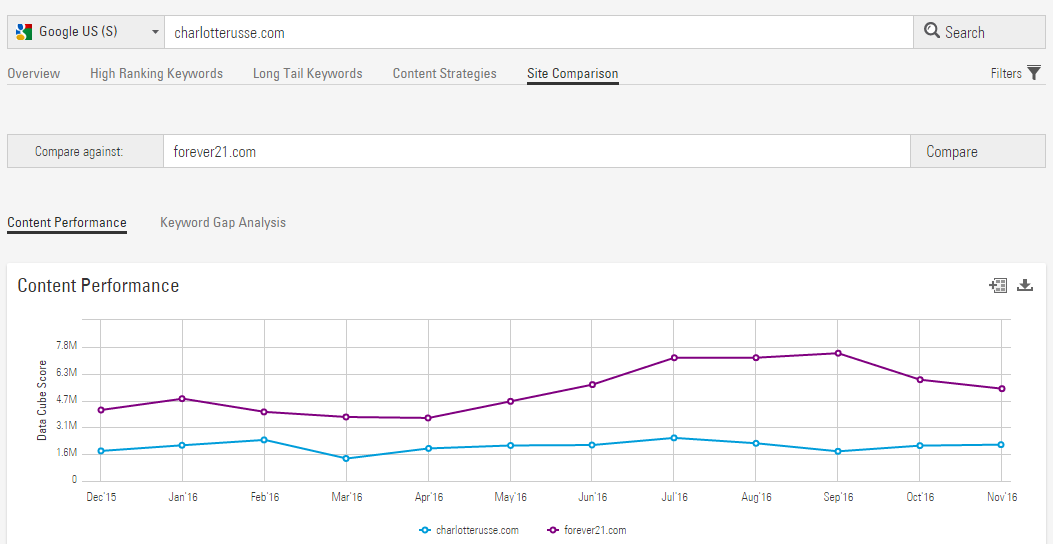 Google US (S) charlotterusse.com Search
Overview High Ranking Keywords Long Tail Keywords Content Strategies Site Comparison Filters
Compare against: forever21.com Compare
Content Performance Keyword Gap Analysis
Content Performance
Data Cube Score
7.8M
6.3M
4.7M
3.1M
1.6M
0
Dec'15 Jan'16 Feb'16 Mar'16 Apr'16 May'16 Jun'16 Jul'16 Aug'16 Sep'16 Oct'16 Nov'16
charlotterusse.com forever21.com